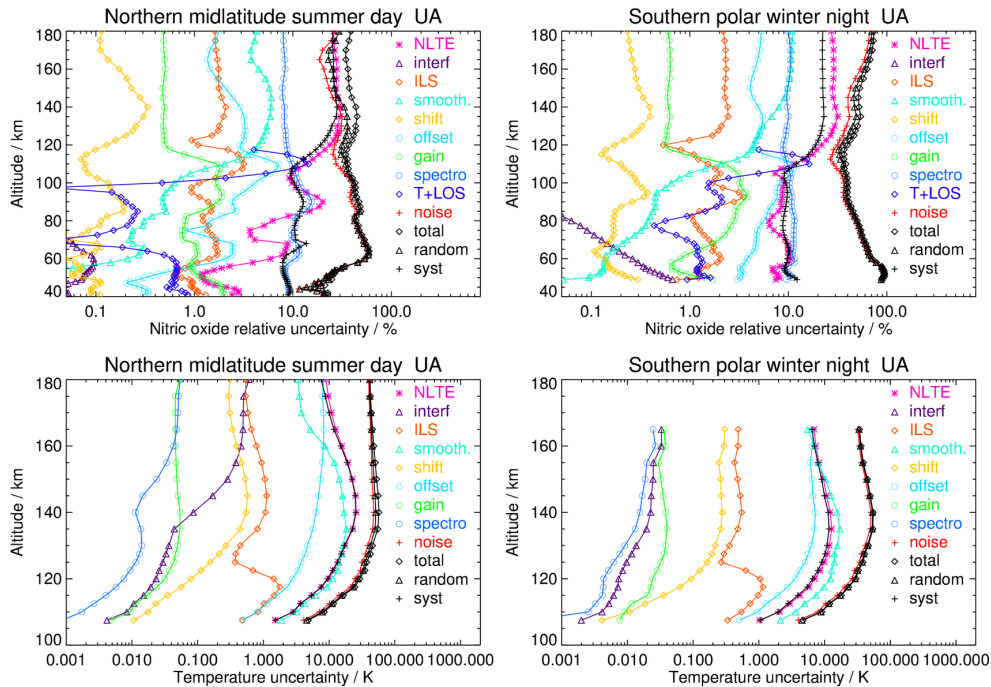 Northern midlatitude summer day UA
180
160
140
120
100
80
60
40
Altitude / km
0.1
1.0
10.0
100.0
Nitric oxide relative uncertainty / %
NLTE
interf
ILS
smooth.
shift
offset
gain
spectro
T+LOS
noise
total
random
syst
Southern polar winter night UA
180
160
140
120
100
80
60
40
Altitude / km
0.1
1.0
10.0
100.0
Nitric oxide relative uncertainty / %
NLTE
interf
ILS
smooth.
shift
offset
gain
spectro
T+LOS
noise
total
random
syst
Northern midlatitude summer day UA
180
160
140
120
100
Altitude / km
0.001
0.010
0.100
1.000
10.000
100.000
1000.000
Temperature uncertainty / K
NLTE
interf
ILS
smooth.
shift
offset
gain
spectro
noise
total
random
syst
Southern polar winter night UA
180
160
140
120
100
Altitude / km
0.001
0.010
0.100
1.000
10.000
100.000
1000.000
Temperature uncertainty / K
NLTE
interf
ILS
smooth.
shift
offset
gain
spectro
noise
total
random
syst